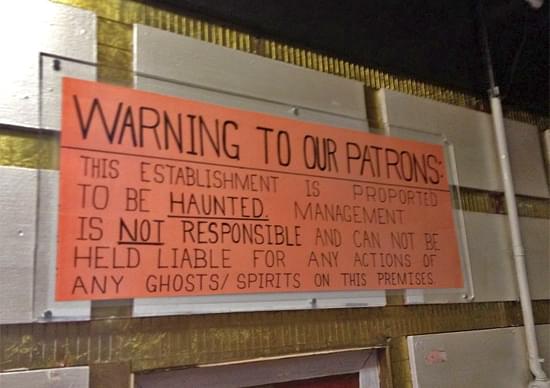 WARNING TO OUR PATRONS:
THIS ESTABLISHMENT IS PROPORTED
TO BE HAUNTED. MANAGEMENT
IS NOT RESPONSIBLE AND CAN NOT BE
HELD LIABLE FOR ANY ACTIONS OF
ANY GHOSTS/SPIRITS ON THIS PREMISES.